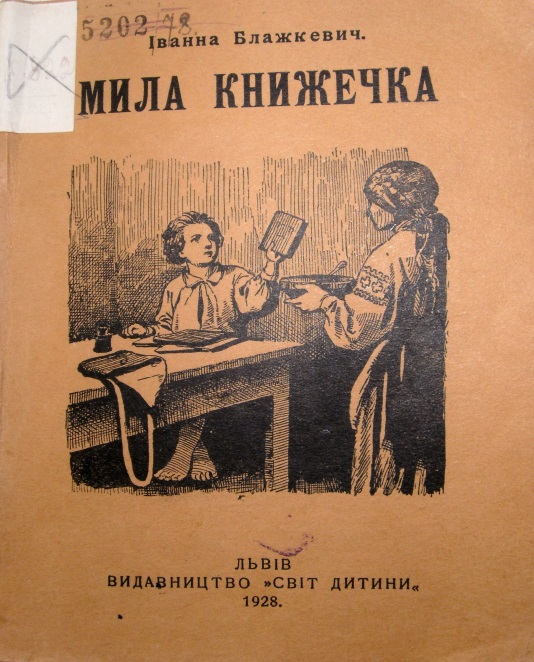 5202 78
Іванна Блажкевич.
МИЛА КНИЖЕЧКА
ЛЬВІВ
ВИДАВНИЦТВО »СВІТ ДИТИНИ«
1928.